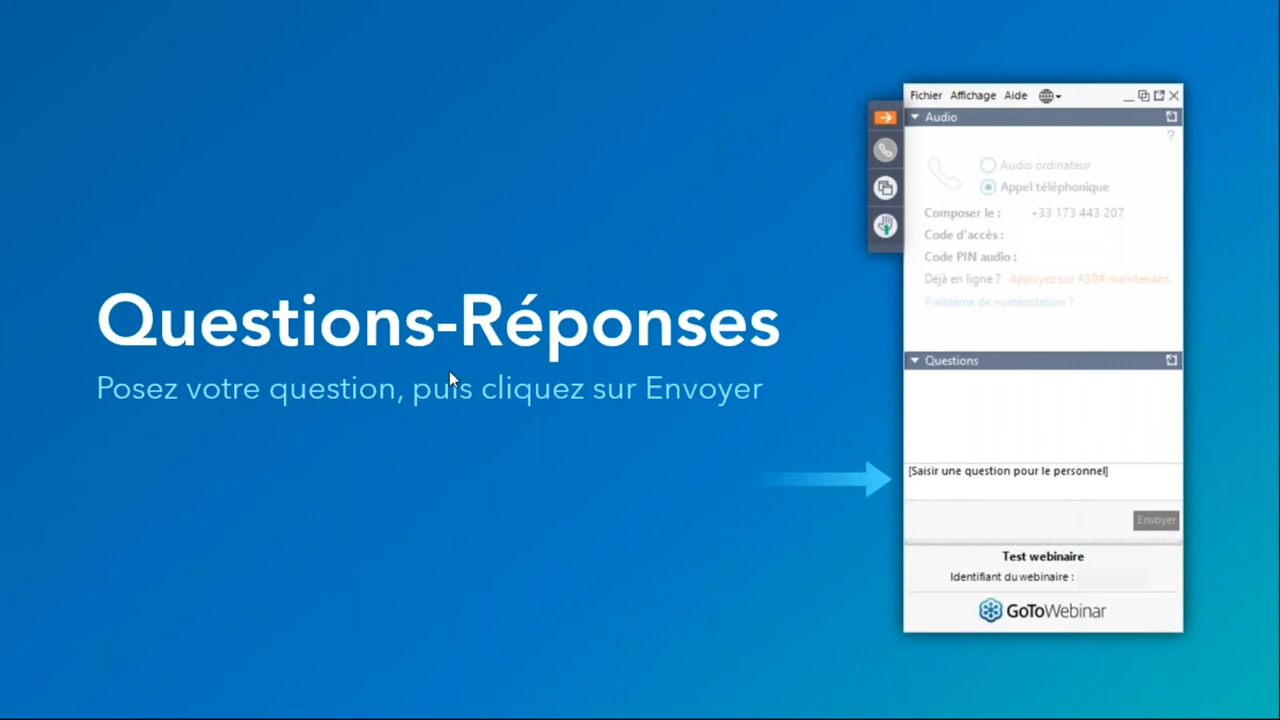 Questions-Réponses
Posez votre question, puis cliquez sur Envoyer
Fichier Affichage Aide
Audio
?
Audio ordinateur
Appel téléphonique
Composer le : +33 173 443 207
Code d'accès :
Code PIN audio :
Déjà en ligne ? Appuyez sur #39# maintenant.
Problème de numérotation ?
Questions
[Saisir une question pour le personnel]
Envoyer
Test webinaire
Identifiant du webinaire :
GoToWebinar